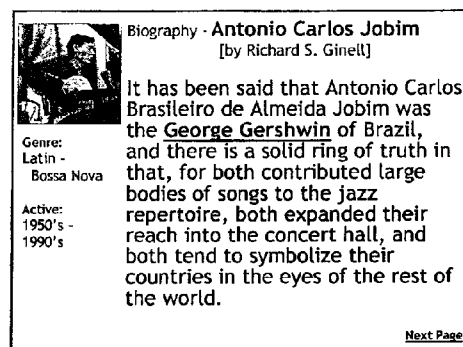 Biography - Antonio Carlos Jobim
[by Richard S. Ginell]
It has been said that Antonio Carlos
Brasileiro de Almeida Jobim was
the George Gershwin of Brazil,
and there is a solid ring of truth in
that, for both contributed large
bodies of songs to the jazz
repertoire, both expanded their
reach into the concert hall, and
both tend to symbolize their
countries in the eyes of the rest of
the world.
Genre:
Latin -
Bossa Nova
Active:
1950's -
1990's
Next Page